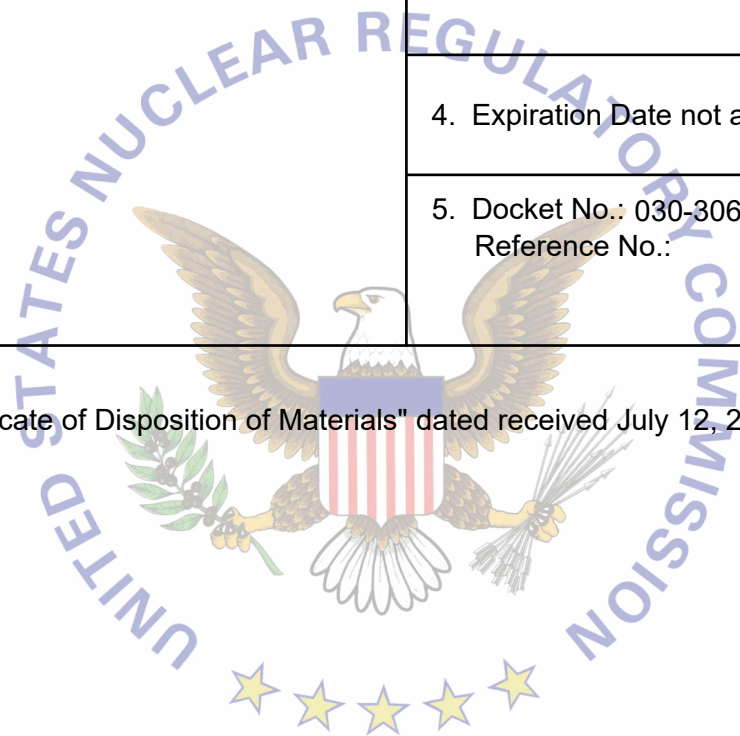 UNITED STATES NUCLEAR REGULATORY COMMISSION
4. Expiration Date not a
5. Docket No.: 030-306
Reference No.:
cate of Disposition of Materials" dated received July 12, 2